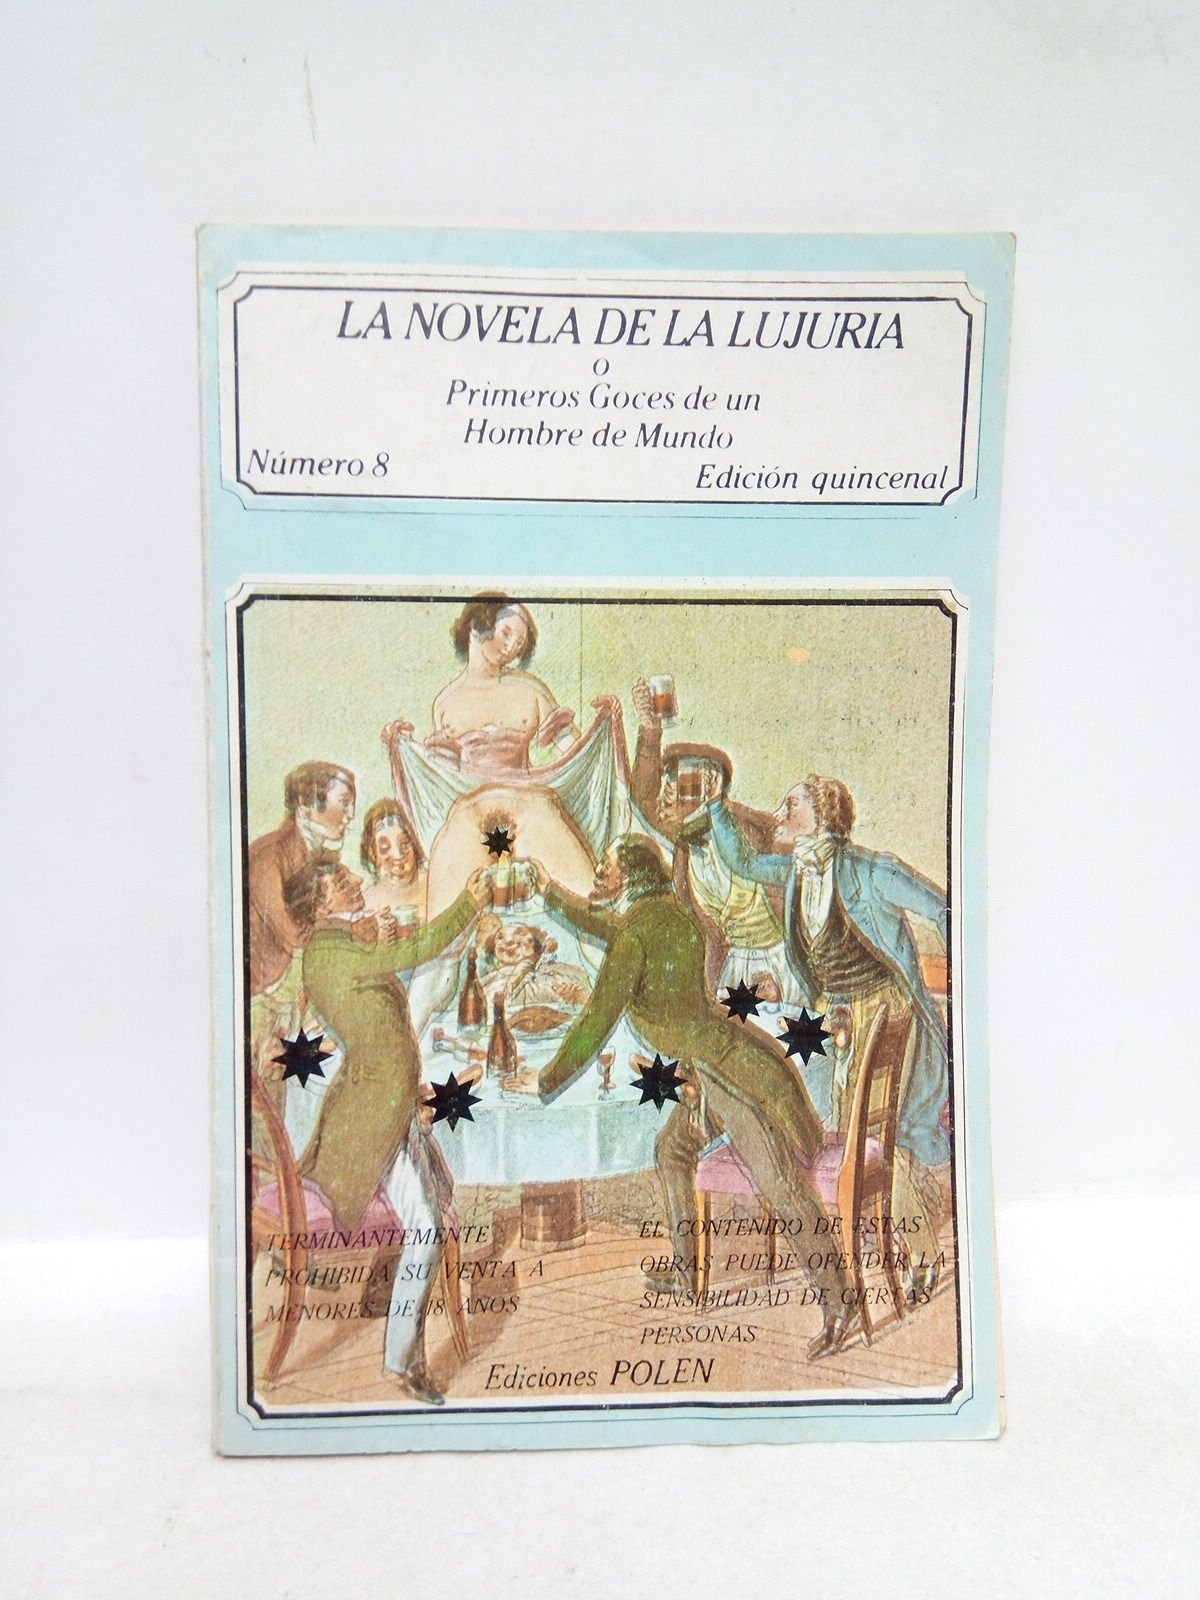 LA NOVELA DE LA LUJURIA
o
Primeros Goces de un
Hombre de Mundo
Número 8
Edición quincenal
TERMINANTEMENTE
PROHIBIDA SU VENTA A
MENORES DE 18 AÑOS
EL CONTENIDO DE ESTAS
OBRAS PUEDE OFENDER LA
SENSIBILIDAD DE CIERTAS
PERSONAS
Ediciones POLEN